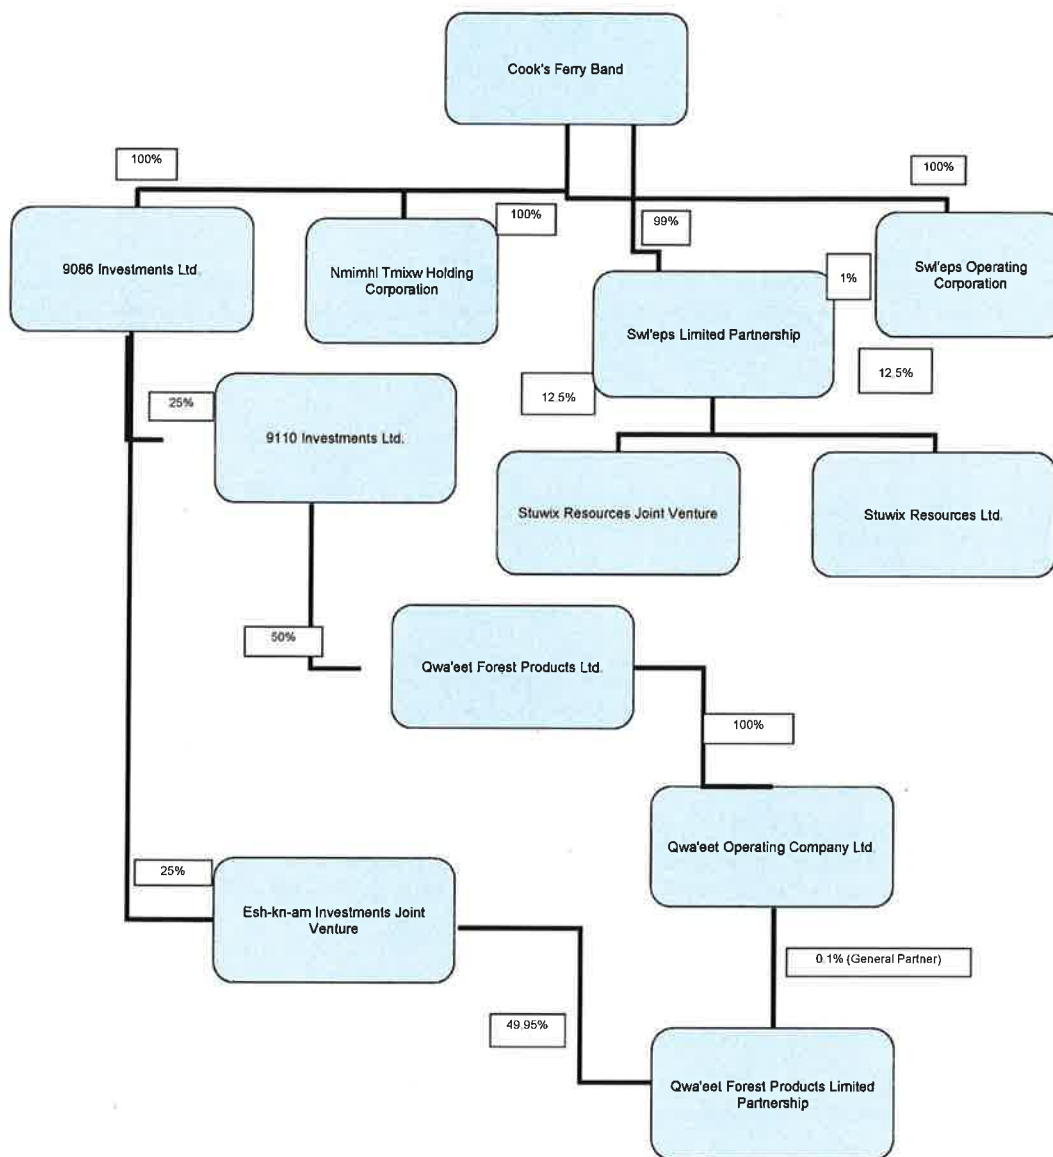 Cook's Ferry Band
100%
100%
100%
99%
9086 Investments Ltd.
Nmimhl Tmixw Holding
Corporation
Swl'eps Operating
Corporation
1%
Swl'eps Limited Partnership
12.5%
12.5%
25%
9110 Investments Ltd.
Stuwix Resources Joint Venture
Stuwix Resources Ltd.
50%
Qwa'eet Forest Products Ltd.
100%
Qwa'eet Operating Company Ltd.
25%
Esh-kn-am Investments Joint
Venture
0.1% (General Partner)
49.95%
Qwa'eet Forest Products Limited
Partnership